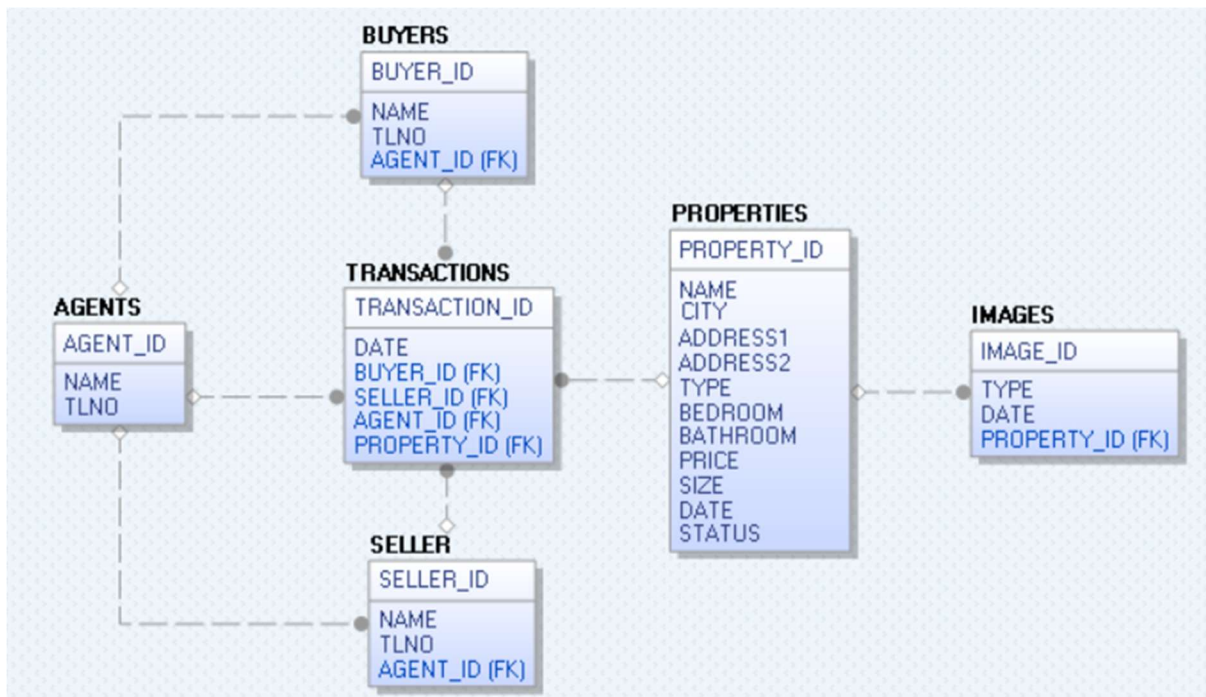 BUYERS
BUYER_ID
NAME
TLNO
AGENT_ID (FK)
AGENTS
AGENT_ID
NAME
TLNO
TRANSACTIONS
TRANSACTION_ID
DATE
BUYER_ID (FK)
SELLER_ID (FK)
AGENT_ID (FK)
PROPERTY_ID (FK)
SELLER
SELLER_ID
NAME
TLNO
AGENT_ID (FK)
PROPERTIES
PROPERTY_ID
NAME
CITY
ADDRESS1
ADDRESS2
TYPE
BEDROOM
BATHROOM
PRICE
SIZE
DATE
STATUS
IMAGES
IMAGE_ID
TYPE
DATE
PROPERTY_ID (FK)